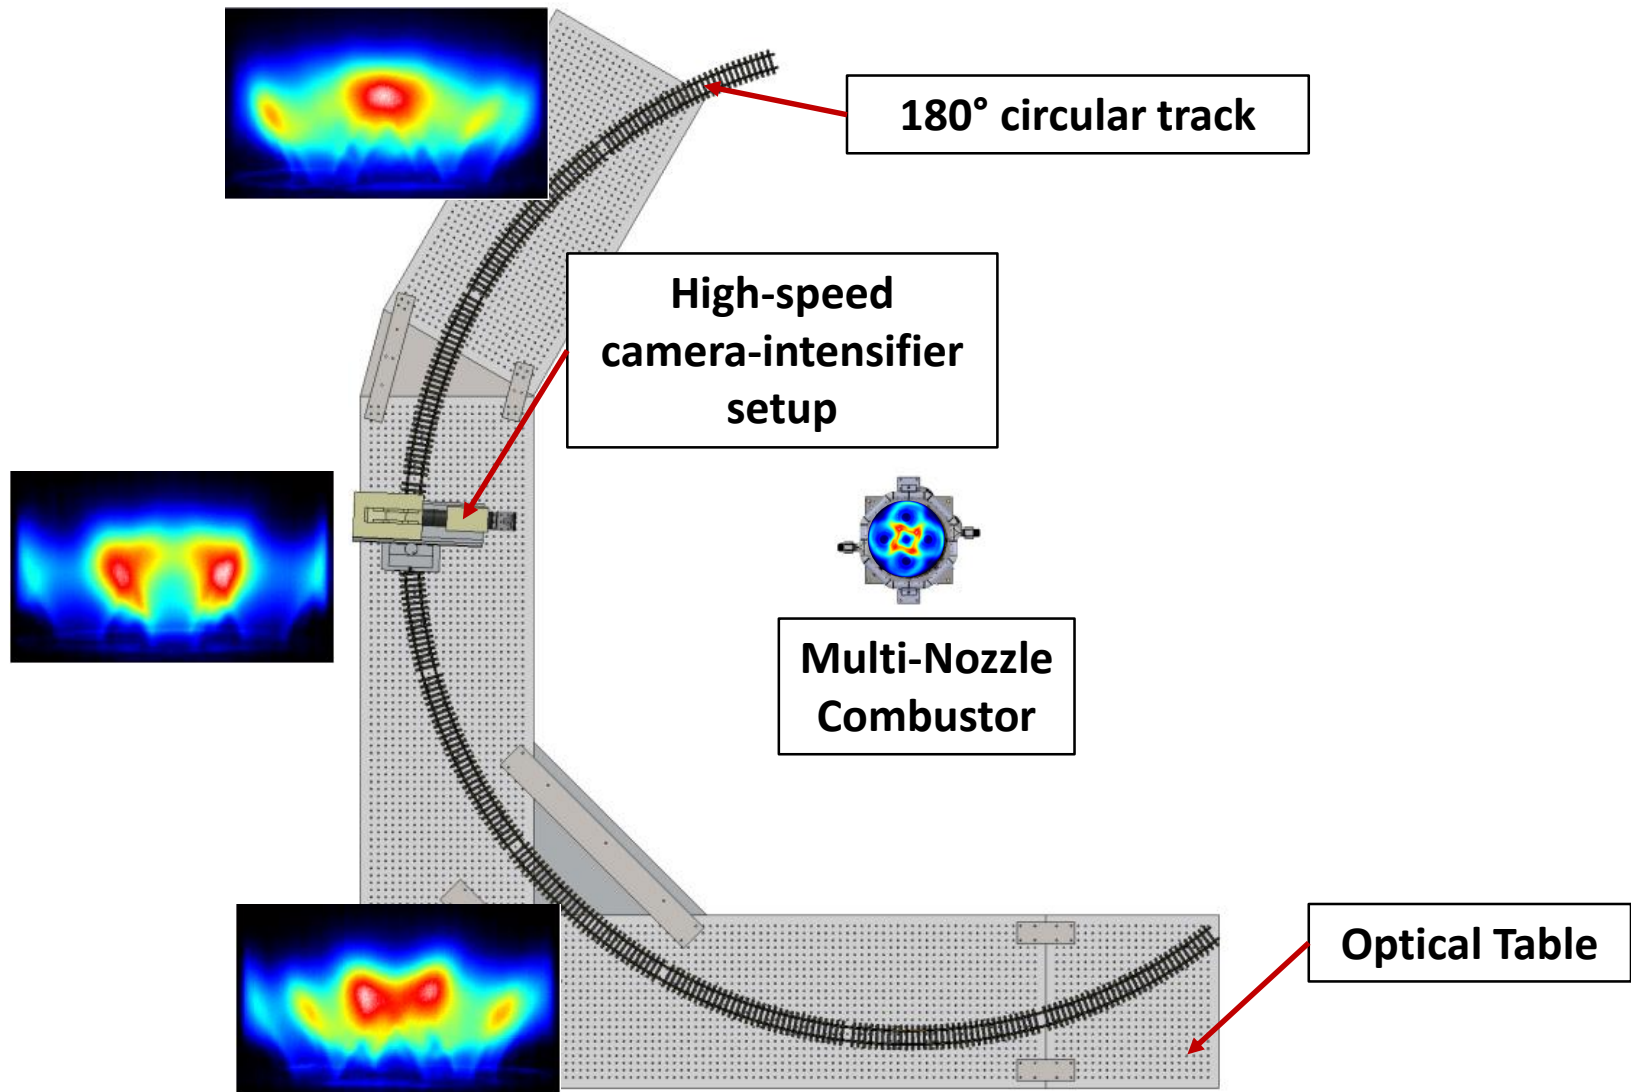 180° circular track
High-speed
camera-intensifier
setup
Multi-Nozzle
Combustor
Optical Table